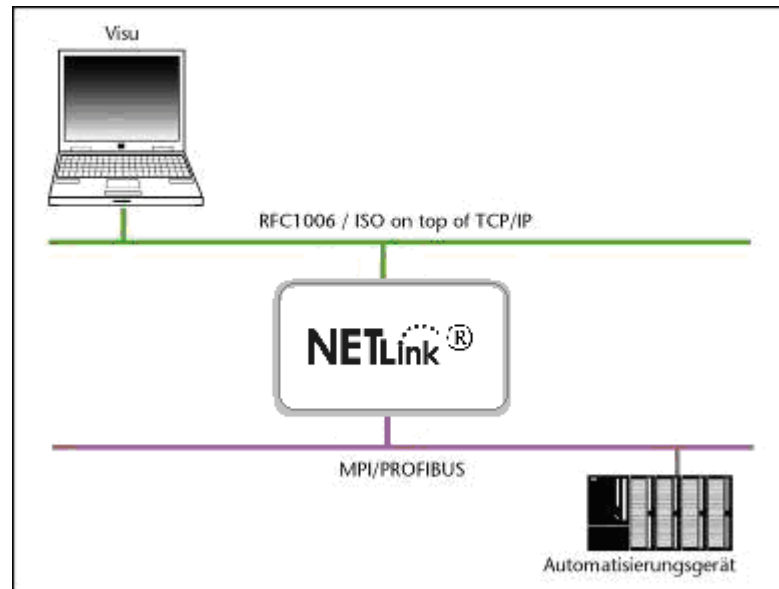 Visu
RFC1006 / ISO on top of TCP/IP
NETLink ®
MPI/PROFIBUS
Automatisierungsgerät